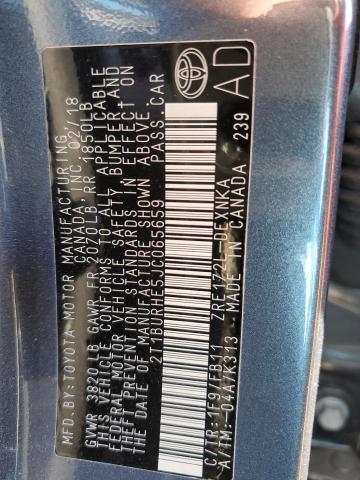 MFD.BY:TOYOTA MOTOR MANUFACTURING
CANADA, INC. 02/18
GVWR 3820 LB GAWR FR 2020LB RR 1850LB
THIS VEHICLE CONFORMS TO ALL APPLICABLE
FEDERAL MOTOR VEHICLE SAFETY, BUMPER, AND
THEFT PREVENTION STANDARDS IN EFFECT ON
THE DATE OF MANUFACTURE SHOWN ABOVE.
2T1BURHE5JC065659 PASS.CAR
C/TR:1F9/FB11 ZRE172L-DEXNKA
A/TM:-04A/K313 MADE IN CANADA 239
AD